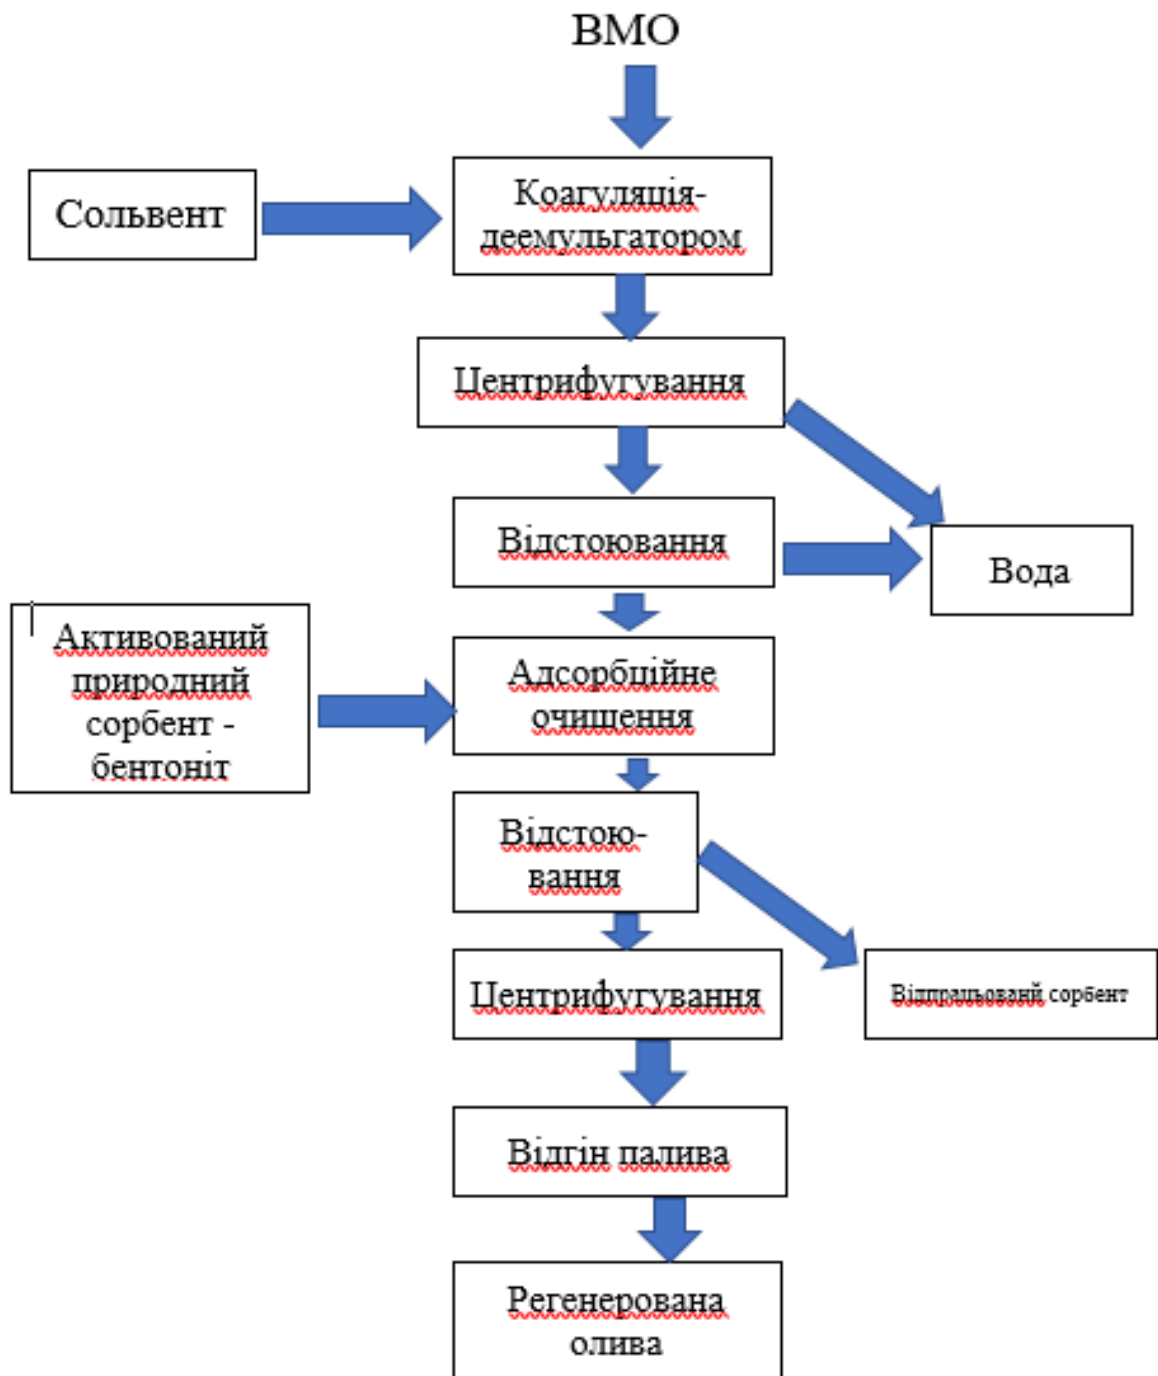 ВМО
Сольвент
Коагуляція-
деемульгатором
Центрифугування
Відстоювання
Вода
Активований
природний
сорбент -
бентоніт
Адсорбційне
очищення
Відстою-
вання
Центрифугування
Відпрацьованй сорбент
Відгін палива
Регенерована
олива